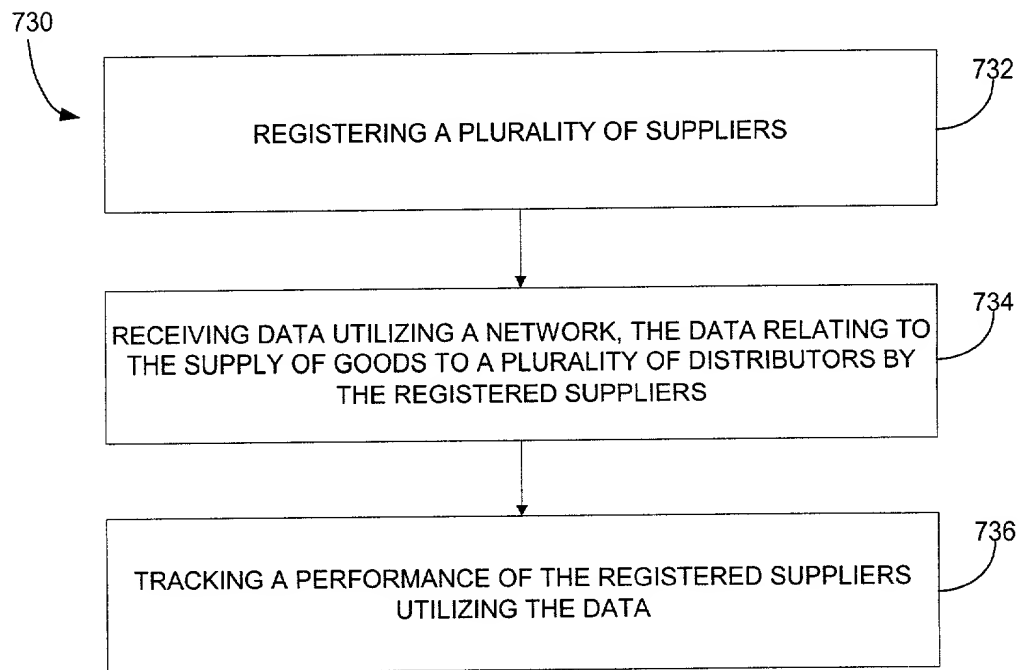 730
732
REGISTERING A PLURALITY OF SUPPLIERS
734
RECEIVING DATA UTILIZING A NETWORK, THE DATA RELATING TO
THE SUPPLY OF GOODS TO A PLURALITY OF DISTRIBUTORS BY
THE REGISTERED SUPPLIERS
736
TRACKING A PERFORMANCE OF THE REGISTERED SUPPLIERS
UTILIZING THE DATA